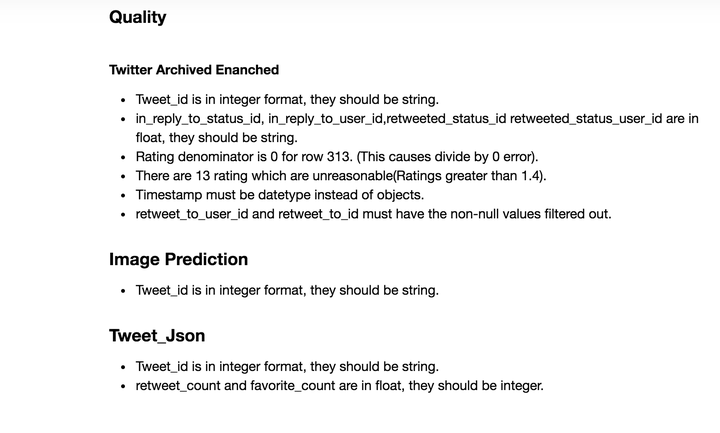 Quality
Twitter Archived Enanched
• Tweet_id is in integer format, they should be string.
• in_reply_to_status_id, in_reply_to_user_id,retweeted_status_id retweeted_status_user_id are in
float, they should be string.
• Rating denominator is 0 for row 313. (This causes divide by 0 error).
• There are 13 rating which are unreasonable(Ratings greater than 1.4).
• Timestamp must be datetype instead of objects.
• retweet_to_user_id and retweet_to_id must have the non-null values filtered out.
Image Prediction
• Tweet_id is in integer format, they should be string.
Tweet_Json
• Tweet_id is in integer format, they should be string.
• retweet_count and favorite_count are in float, they should be integer.